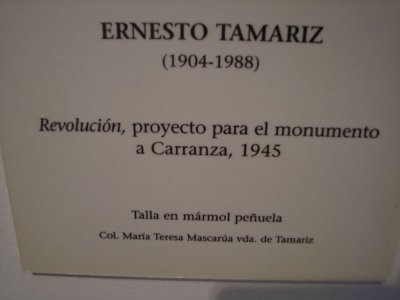 ERNESTO TAMARIZ
(1904-1988)
Revolución, proyecto para el monumento
a Carranza, 1945
Talla en mármol peñuela
Col. María Teresa Mascarúa vda. de Tamariz